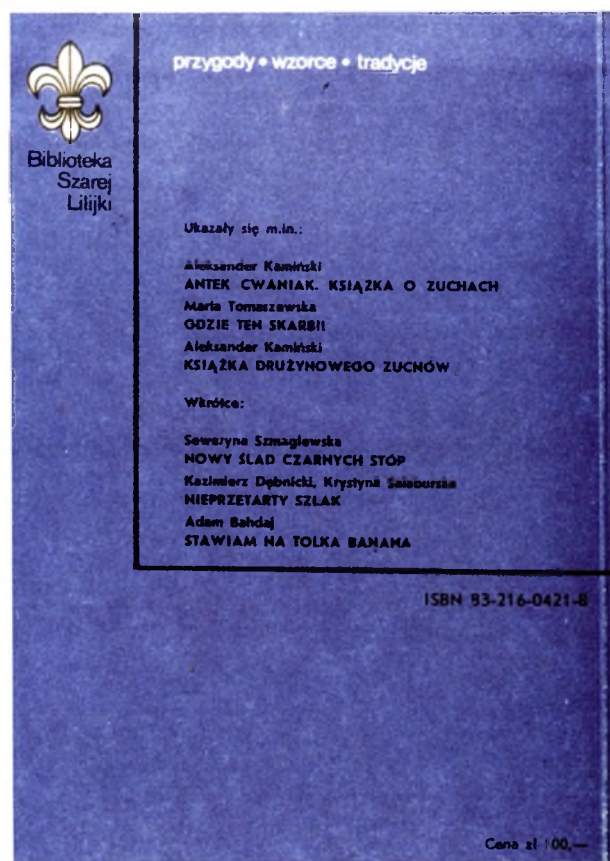 przygody • wzorce • tradycje
Biblioteka
Szarej
Lilijki
Ukazały się m.in.:
Aleksander Kamiński
ANTEK CWANIAK. KSIĄŻKA O ZUCHACH
Maria Tomaszewska
GDZIE TEN SKARB!!
Aleksander Kamiński
KSIĄŻKA DRUŻYNOWEGO ZUCHÓW
Wkrótce:
Seweryna Szmaglewska
NOWY ŚLAD CZARNYCH STÓP
Kazimierz Dębnicki, Krystyna
NIEPRZETARTY SZLAK
Adam Bahdaj
STAWIAM NA TOLKA BANANA
ISBN 83-216-0421-8
Cena zł 100,—